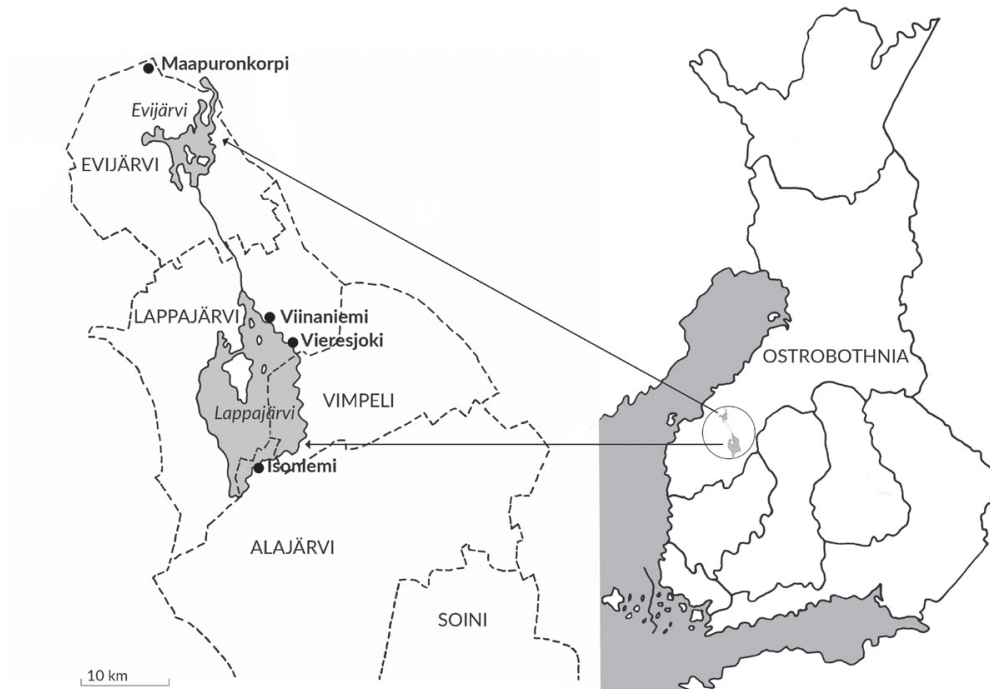 Maapuronkorpi
Evijärvi
EVIJÄRVI
LAPPAJÄRVI
Viinaniemi
Vieresjoki
OSTROBOTHNIA
VIMPELI
Lappajärvi
Isoniemi
ALAJÄRVI
SOINI
10 km